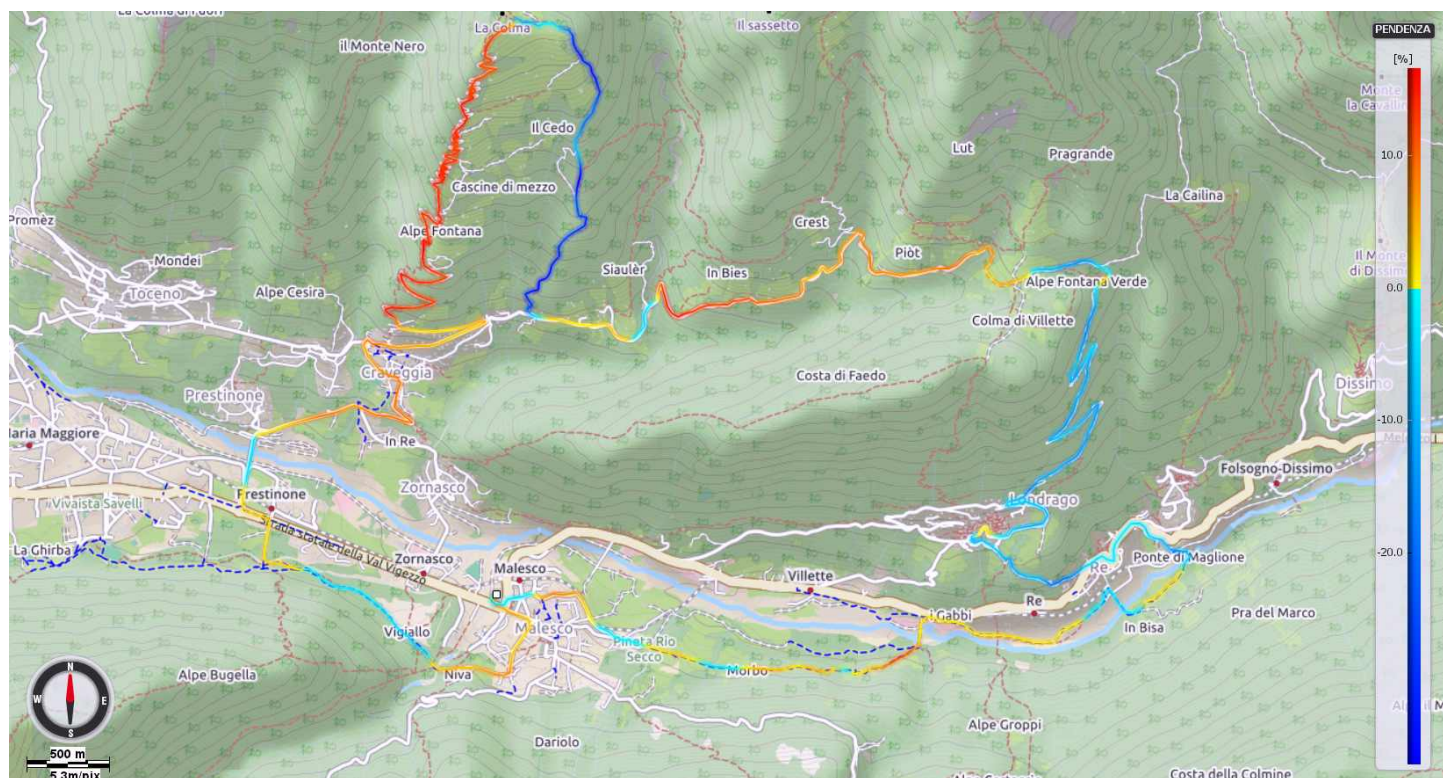 La Colma
Il sassetto
il Monte Nero
PENDENZA
[%]
Monte
la Cavallin
Il Cedo
Lut
Pragrande
10.0
Cascine di mezzo
La Cailina
Promèz
Alpe Fontana
Crest
Mondei
Siaulèr
In Bies
Piòt
Il Monte
di Dissimo
Toceno
Alpe Cesira
Alpe Fontana Verde
0.0
Colma di Villette
Craveggia
Costa di Faedo
Dissimo
Prestinone
-10.0
Maria Maggiore
In Re
Folsogno-Dissimo
Zornasco
Prestinone
Londrago
Vivaista Savelli
Strada statale della Val Vigezzo
La Ghirba
Zornasco
Malesco
Villette
Re
Ponte di Maglione
-20.0
Re
I Gabbi
Pra del Marco
Vigiallo
Malesco
Pineta Rio
Secco
In Bisa
Alpe Bugella
Niva
Morbo
N
W
E
S
Alpe Groppi
Dariolo
500 m
5.3m/pix
Costa della Colmine